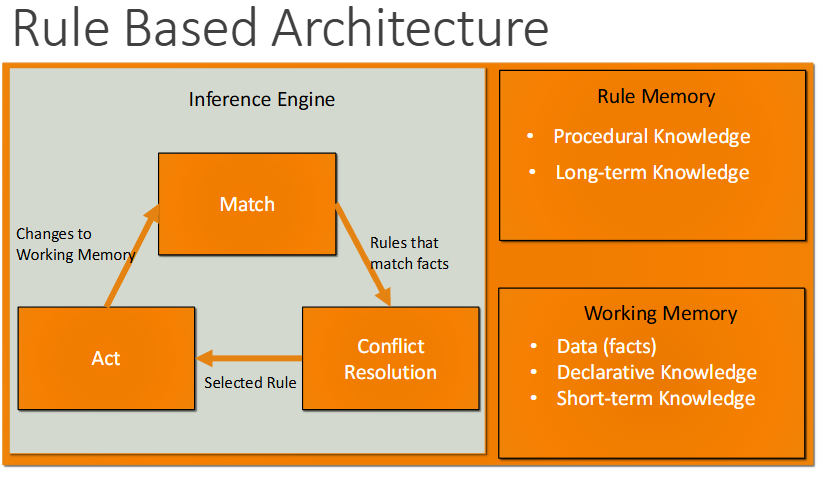 Rule Based Architecture
Inference Engine
Match
Changes to
Working Memory
Rules that
match facts
Act
Conflict
Resolution
Selected Rule
Rule Memory
• Procedural Knowledge
• Long-term Knowledge
Working Memory
• Data (facts)
• Declarative Knowledge
• Short-term Knowledge